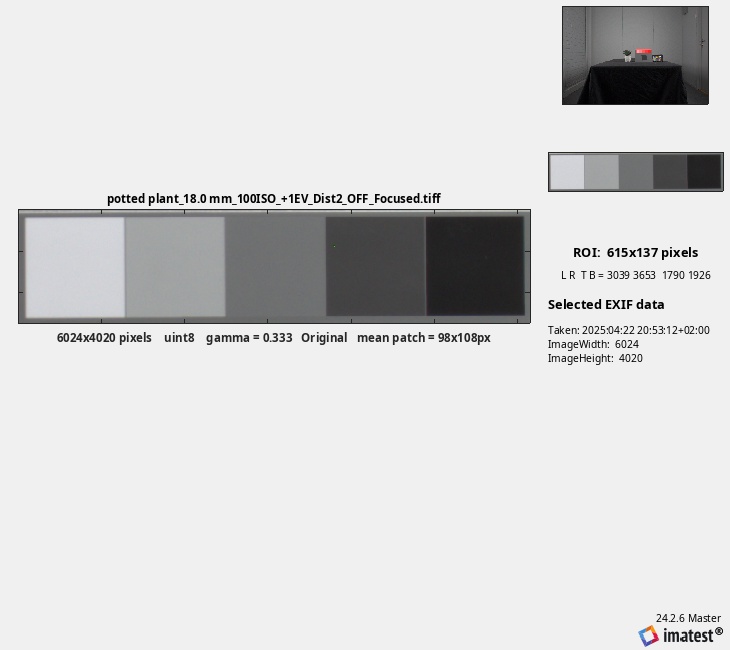 potted plant_18.0 mm_100ISO_+1EV_Dist2_OFF_Focused.tiff
6024x4020 pixels uint8 gamma = 0.333 Original mean patch = 98x108px
ROI: 615x137 pixels
L R T B = 3039 3653 1790 1926
Selected EXIF data
Taken: 2025:04:22 20:53:12+02:00
ImageWidth: 6024
ImageHeight: 4020
24.2.6 Master
imatest®